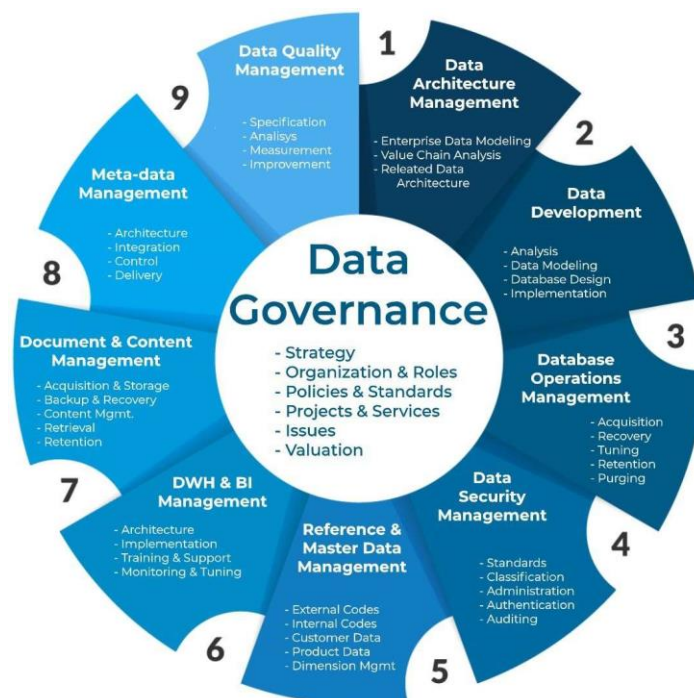 1
Data
Architecture
Management
- Enterprise Data Modeling
- Value Chain Analysis
- Releated Data
Architecture
2
Data
Development
- Analysis
- Data Modeling
- Database Design
- Implementation
3
Database
Operations
Management
- Acquisition
- Recovery
- Tuning
- Retention
- Purging
4
Data
Security
Management
- Standards
- Classification
- Administration
- Authentication
- Auditing
5
Reference &
Master Data
Management
- External Codes
- Internal Codes
- Customer Data
- Product Data
- Dimension Mgmt
6
DWH & BI
Management
- Architecture
- Implementation
- Training & Support
- Monitoring & Tuning
7
Document & Content
Management
- Acquisition & Storage
- Backup & Recovery
- Content Mgmt.
- Retrieval
- Retention
8
Meta-data
Management
- Architecture
- Integration
- Control
- Delivery
9
Data Quality
Management
- Specification
- Analisys
- Measurement
- Improvement
Data
Governance
- Strategy
- Organization & Roles
- Policies & Standards
- Projects & Services
- Issues
- Valuation